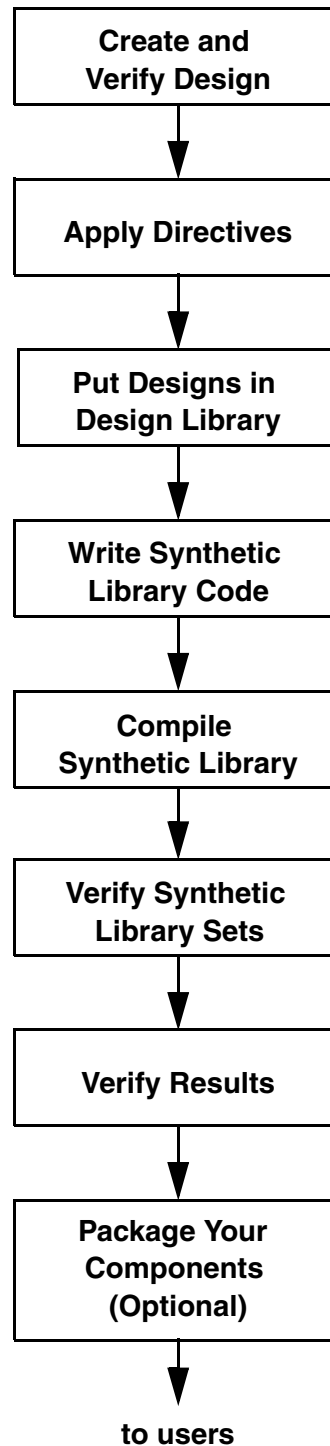 Create and
Verify Design
Apply Directives
Put Designs in
Design Library
Write Synthetic
Library Code
Compile
Synthetic Library
Verify Synthetic
Library Sets
Verify Results
Package Your
Components
(Optional)
to users